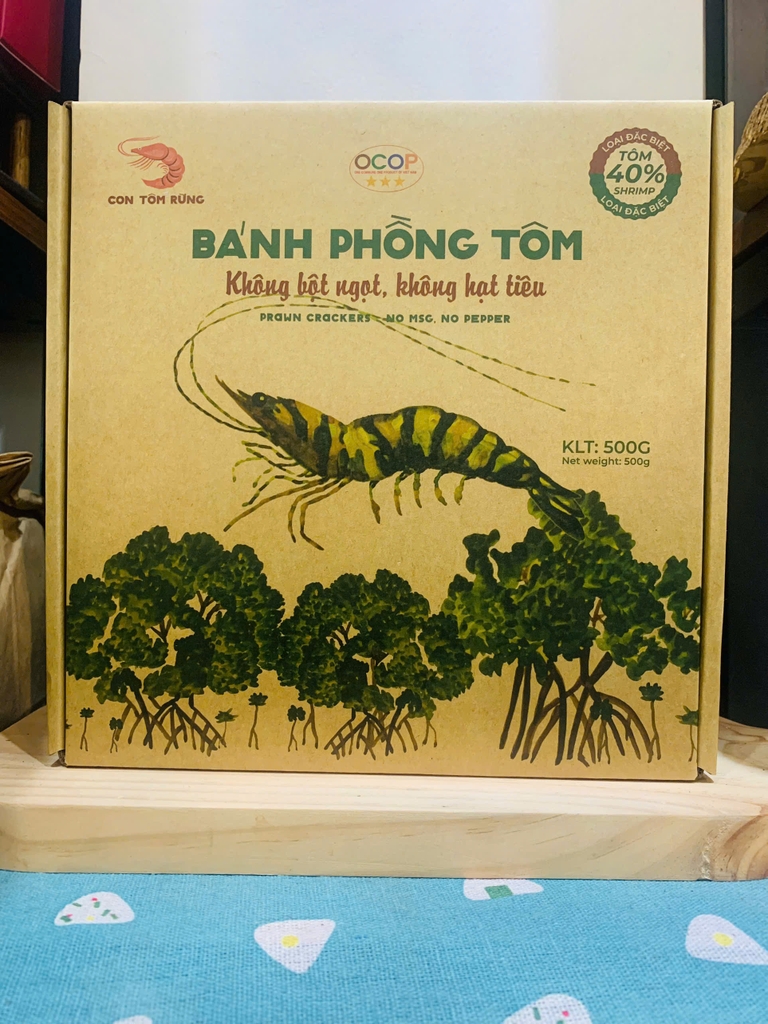 CON TÔM RỪNG
OCOP
LOẠI ĐẶC BIỆT
TÔM
40%
SHRIMP
LOẠI ĐẶC BIỆT
BÁNH PHỒNG TÔM
Không bột ngọt, không hạt tiêu
PRAWN CRACKERS - NO MSG, NO PEPPER
KLT: 500G
Net weight: 500g